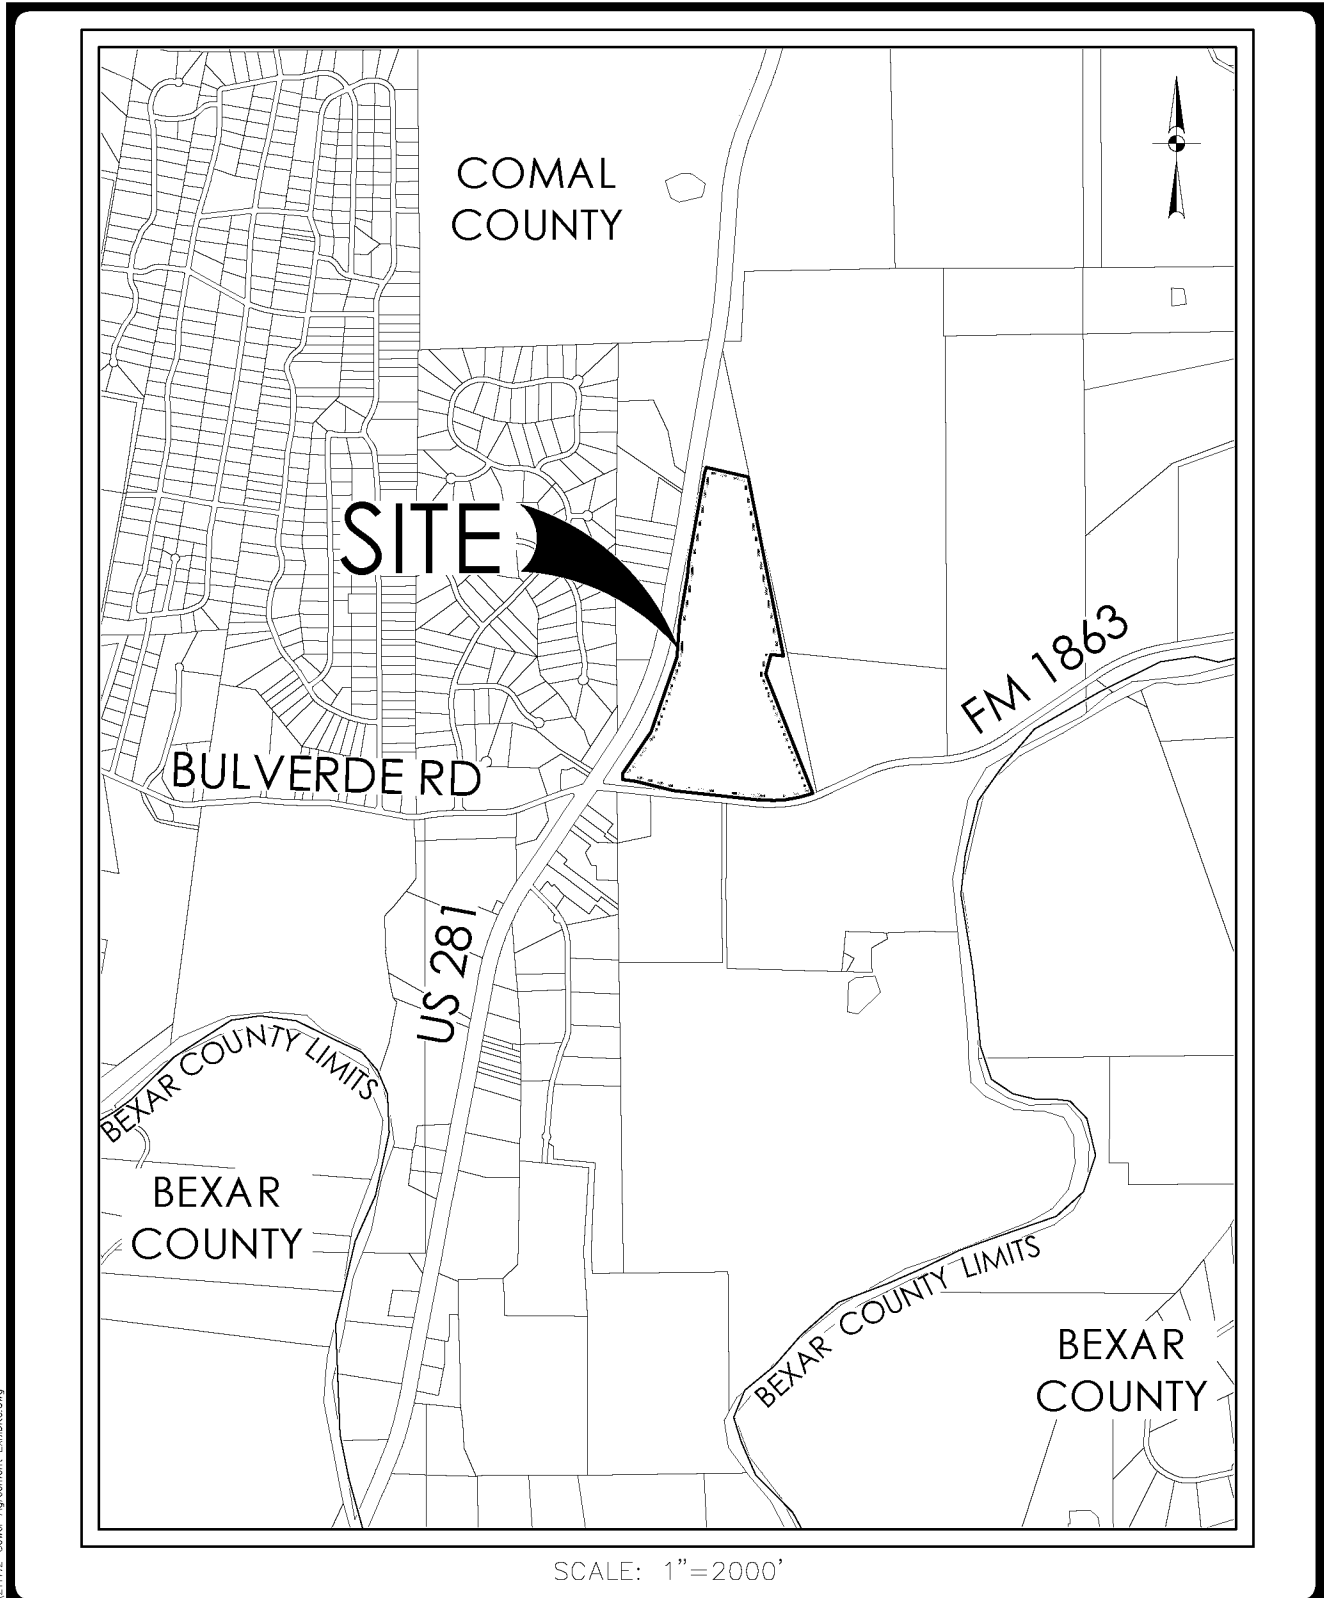 COMAL
COUNTY
SITE
FM 1863
BULVERDE RD
US 281
BEXAR COUNTY LIMITS
BEXAR
COUNTY
BEXAR COUNTY LIMITS
BEXAR
COUNTY
SCALE: 1"=2000'